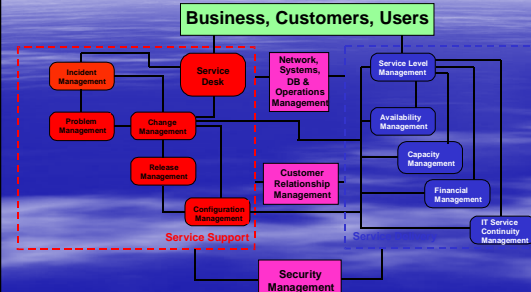 Business, Customers, Users
Incident
Management
Service
Desk
Network,
Systems,
DB &
Operations
Management
Service Level
Management
Problem
Management
Change
Management
Availability
Management
Capacity
Management
Release
Management
Customer
Relationship
Management
Financial
Management
Configuration
Management
IT Service
Continuity
Management
Service Support
Security
Management